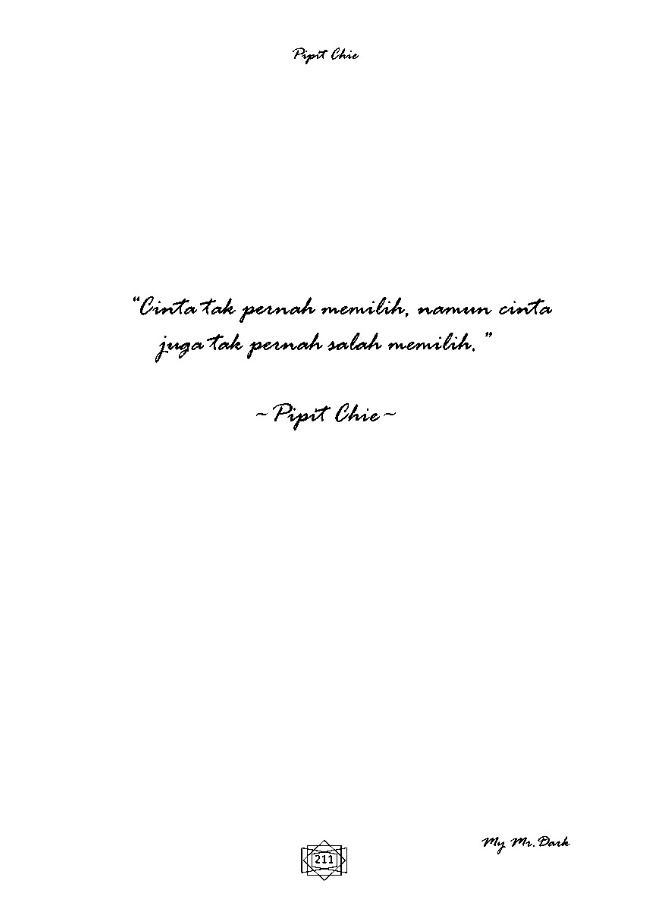 Pipit Chie
“Cinta tak pernah memilih, namun cinta
juga tak pernah salah memilih.”
~Pipit Chie~
My Mr. Dark
211